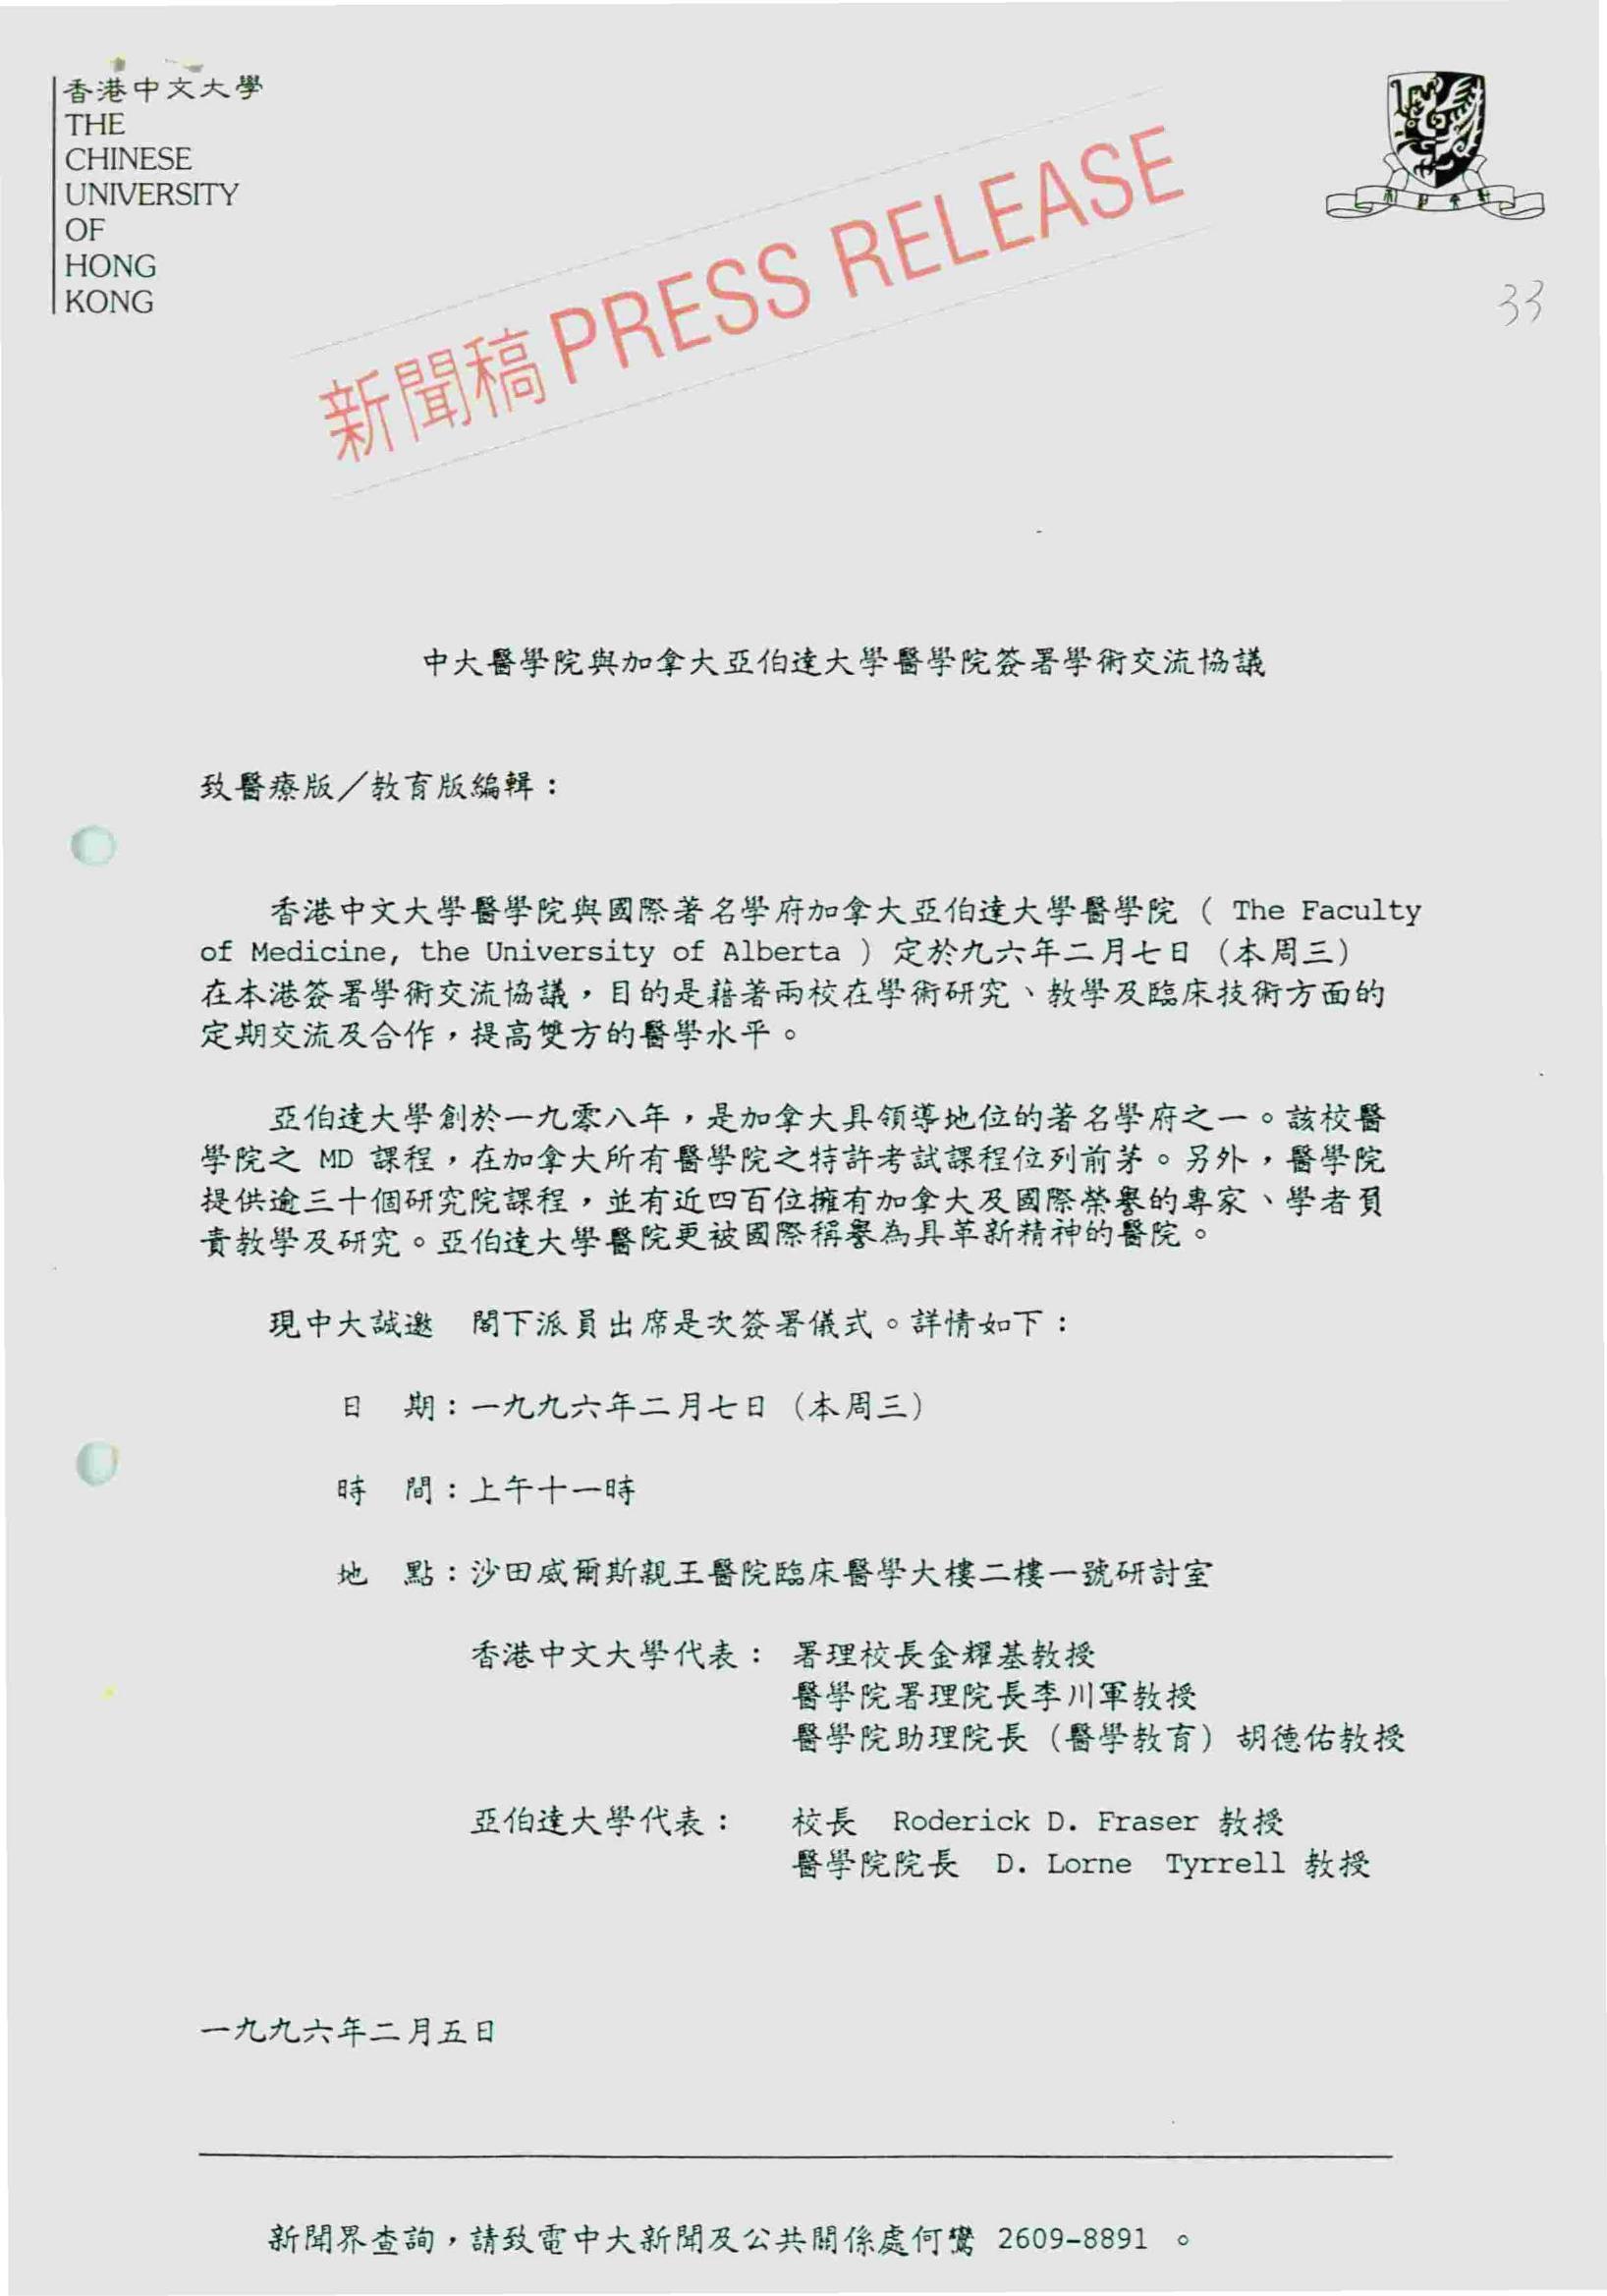 香港中文大學
THE
CHINESE
UNIVERSITY
OF
HONG
KONG
新聞稿 PRESS RELEASE
33
中大醫學院與加拿大亞伯達大學醫學院簽署學術交流協議
致醫療版／教育版編輯：
香港中文大學醫學院與國際著名學府加拿大亞伯達大學醫學院（ The Faculty
of Medicine, the University of Alberta ）定於九六年二月七日（本周三）
在本港簽署學術交流協議，目的是藉著兩校在學術研究、教學及臨床技術方面的
定期交流及合作，提高雙方的醫學水平。
亞伯達大學創於一九零八年，是加拿大具領導地位的著名學府之一。該校醫
學院之 MD 課程，在加拿大所有醫學院之特許考試課程位列前茅。另外，醫學院
提供逾三十個研究院課程，並有近四百位擁有加拿大及國際榮譽的專家、學者負
責教學及研究。亞伯達大學醫院更被國際稱譽為具革新精神的醫院。
現中大誠邀　閣下派員出席是次簽署儀式。詳情如下：
日　期：一九九六年二月七日（本周三）
時　間：上午十一時
地　點：沙田威爾斯親王醫院臨床醫學大樓二樓一號研討室
香港中文大學代表： 署理校長金耀基教授
醫學院署理院長李川軍教授
醫學院助理院長（醫學教育）胡德佑教授
亞伯達大學代表： 校長 Roderick D. Fraser 教授
醫學院院長 D. Lorne Tyrrell 教授
一九九六年二月五日
新聞界查詢，請致電中大新聞及公共關係處何鸞 2609-8891 。